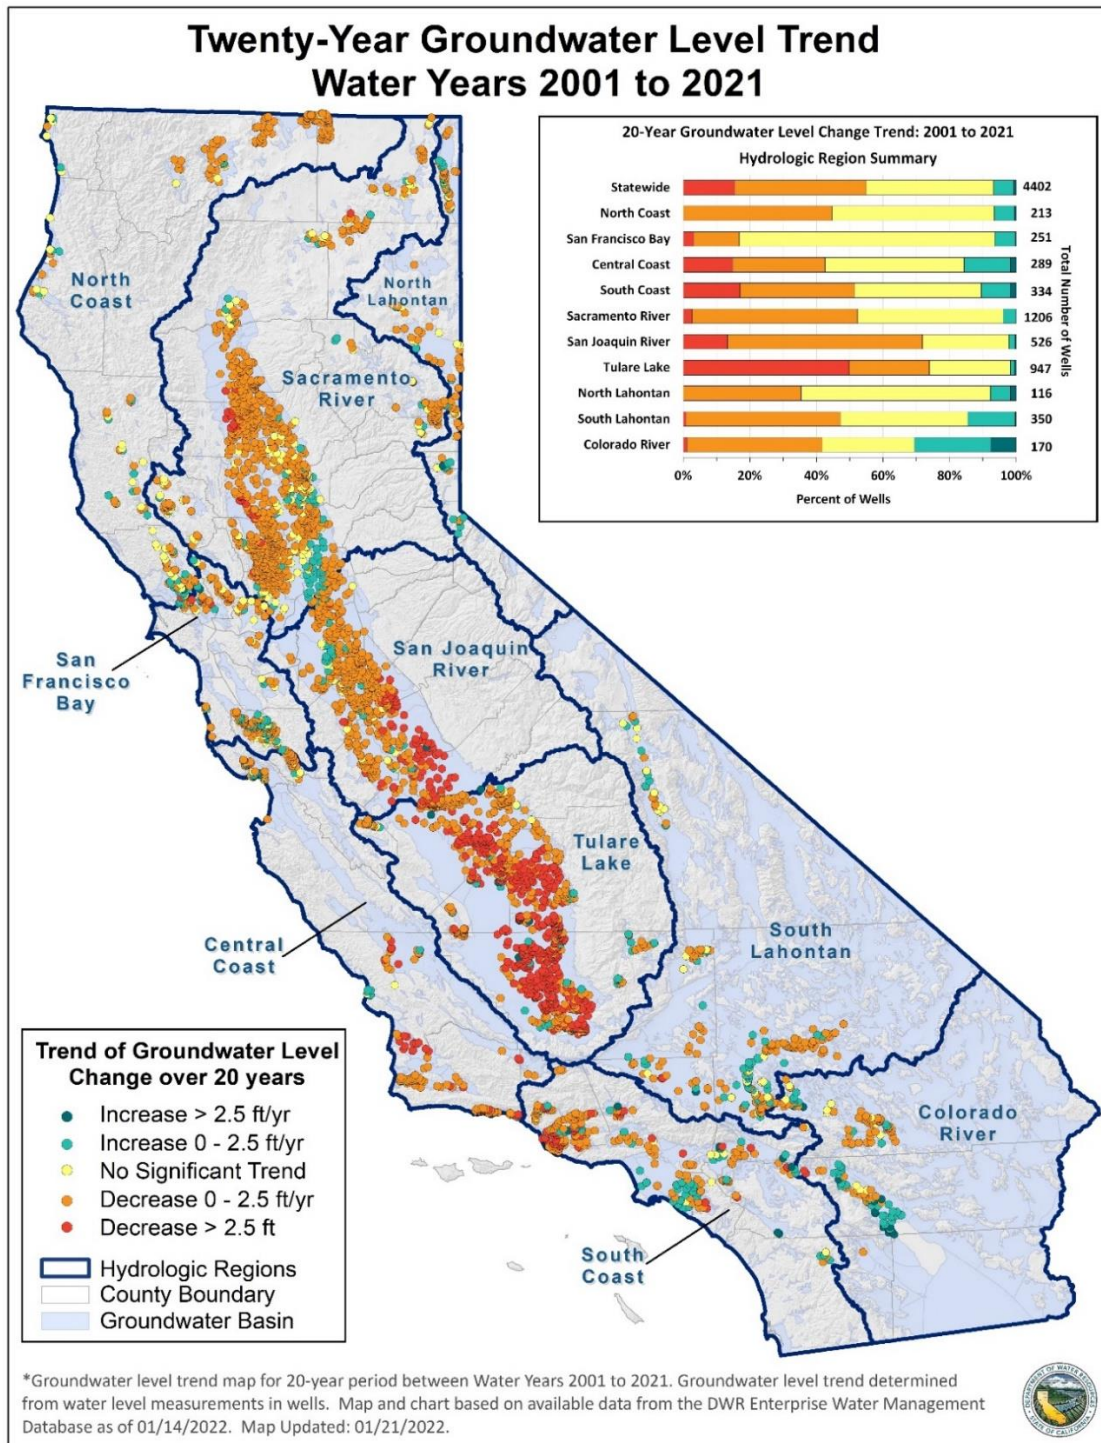 Twenty-Year Groundwater Level Trend
Water Years 2001 to 2021
20-Year Groundwater Level Change Trend: 2001 to 2021
Hydrologic Region Summary
Statewide 4402
North Coast 213
San Francisco Bay 251
Central Coast 289
South Coast 334
Sacramento River 1206
San Joaquin River 526
Tulare Lake 947
North Lahontan 116
South Lahontan 350
Colorado River 170
Total Number of Wells
0% 20% 40% 60% 80% 100%
Percent of Wells
North
Coast
North
Lahontan
Sacramento
River
San
Francisco
Bay
San Joaquin
River
Tulare
Lake
Central
Coast
South
Lahontan
Colorado
River
South
Coast
Trend of Groundwater Level
Change over 20 years
Increase > 2.5 ft/yr
Increase 0 - 2.5 ft/yr
No Significant Trend
Decrease 0 - 2.5 ft/yr
Decrease > 2.5 ft
Hydrologic Regions
County Boundary
Groundwater Basin
*Groundwater level trend map for 20-year period between Water Years 2001 to 2021. Groundwater level trend determined
from water level measurements in wells. Map and chart based on available data from the DWR Enterprise Water Management
Database as of 01/14/2022. Map Updated: 01/21/2022.
DEPARTMENT OF WATER RESOURCES
STATE OF CALIFORNIA